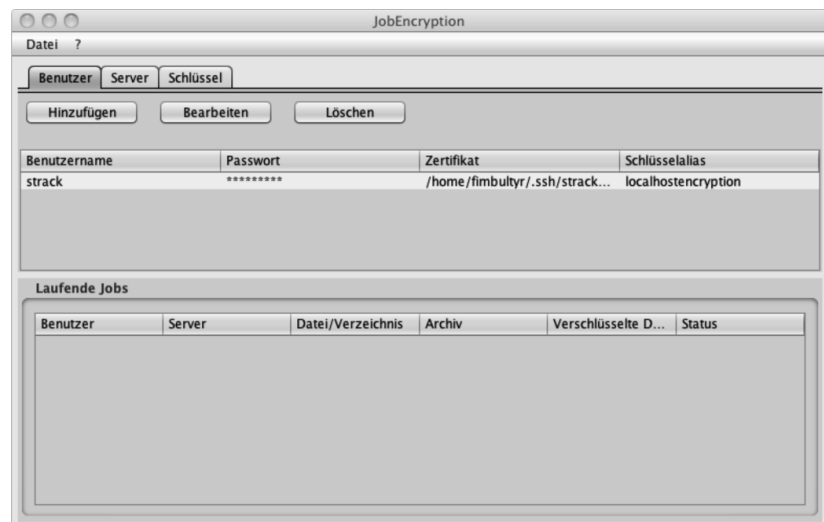 JobEncryption
Datei ?
Benutzer Server Schlüssel
Hinzufügen Bearbeiten Löschen
Benutzername Passwort Zertifikat Schlüsselalias
strack ********* /home/fimbultyr/.ssh/strack... localhostencryption
Laufende Jobs
Benutzer Server Datei/Verzeichnis Archiv Verschlüsselte D... Status